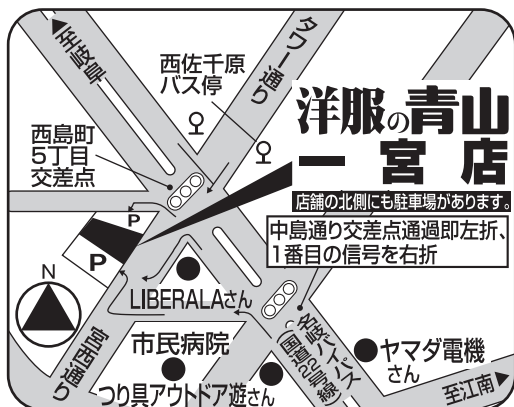 至岐阜
タワー通り
西佐千原
バス停
洋服の青山
一宮店
店舗の北側にも駐車場があります。
中島通り交差点通過即左折、
1番目の信号を右折
西島町
5丁目
交差点
P
P
N
LIBERALAさん
宮西通り
市民病院
つり具アウトドア遊さん
名岐バイパス
(国道22号線)
ヤマダ電機
さん
至江南